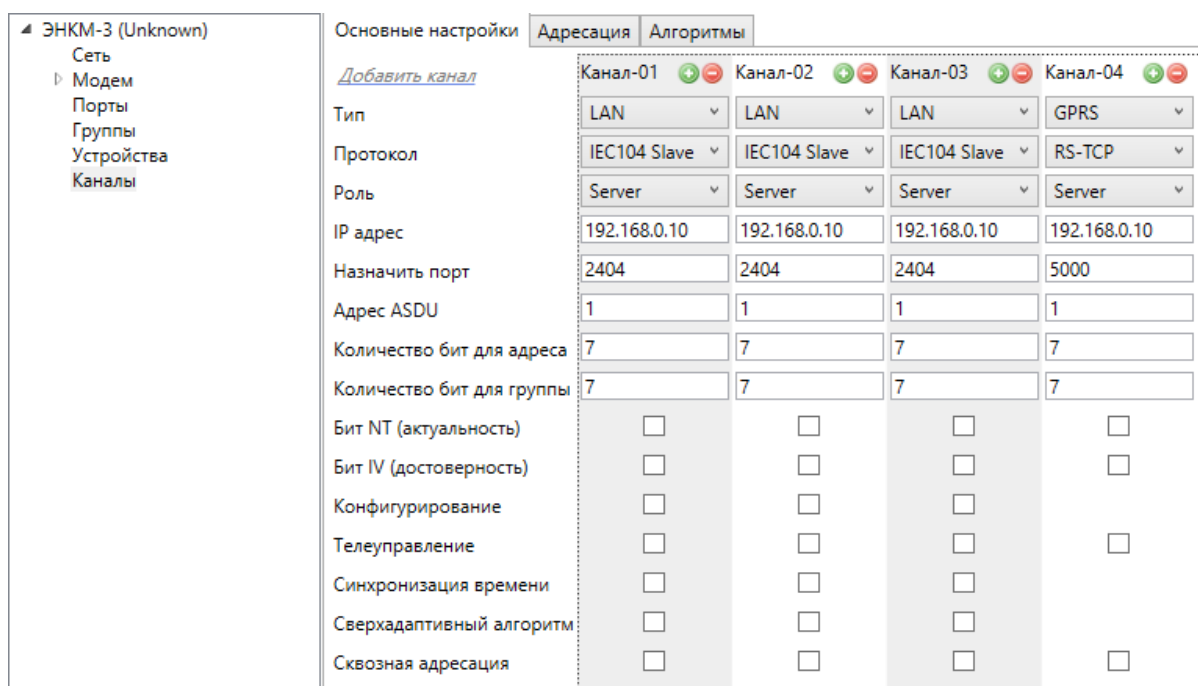 ЭНКМ-3 (Unknown)
Сеть
Модем
Порты
Группы
Устройства
Каналы
Основные настройки Адресация Алгоритмы
Добавить канал Канал-01 Канал-02 Канал-03 Канал-04
Тип LAN LAN LAN GPRS
Протокол IEC104 Slave IEC104 Slave IEC104 Slave RS-TCP
Роль Server Server Server Server
IP адрес 192.168.0.10 192.168.0.10 192.168.0.10 192.168.0.10
Назначить порт 2404 2404 2404 5000
Адрес ASDU 1 1 1 1
Количество бит для адреса 7 7 7 7
Количество бит для группы 7 7 7 7
Бит NT (актуальность)
Бит IV (достоверность)
Конфигурирование
Телеуправление
Синхронизация времени
Сверхадаптивный алгоритм
Сквозная адресация